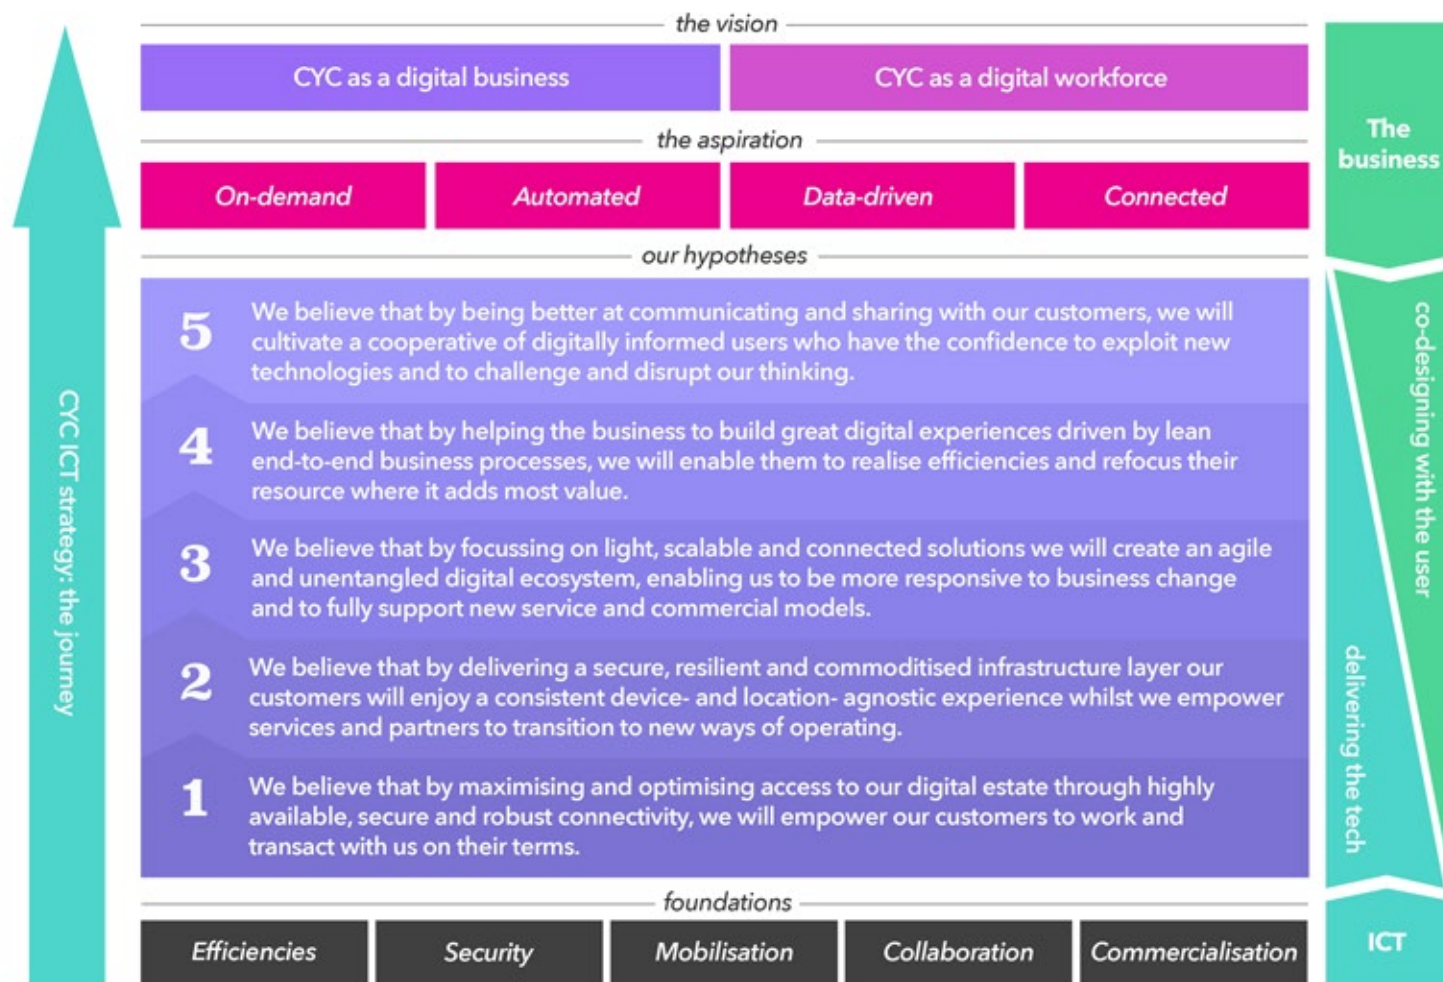 the vision
CYC as a digital business
CYC as a digital workforce
the aspiration
On-demand
Automated
Data-driven
Connected
our hypotheses
5
We believe that by being better at communicating and sharing with our customers, we will
cultivate a cooperative of digitally informed users who have the confidence to exploit new
technologies and to challenge and disrupt our thinking.
4
We believe that by helping the business to build great digital experiences driven by lean
end-to-end business processes, we will enable them to realise efficiencies and refocus their
resource where it adds most value.
3
We believe that by focussing on light, scalable and connected solutions we will create an agile
and unentangled digital ecosystem, enabling us to be more responsive to business change
and to fully support new service and commercial models.
2
We believe that by delivering a secure, resilient and commoditised infrastructure layer our
customers will enjoy a consistent device- and location- agnostic experience whilst we empower
services and partners to transition to new ways of operating.
1
We believe that by maximising and optimising access to our digital estate through highly
available, secure and robust connectivity, we will empower our customers to work and
transact with us on their terms.
foundations
Efficiencies
Security
Mobilisation
Collaboration
Commercialisation
CYC ICT strategy: the journey
The
business
co-designing with the user
delivering the tech
ICT